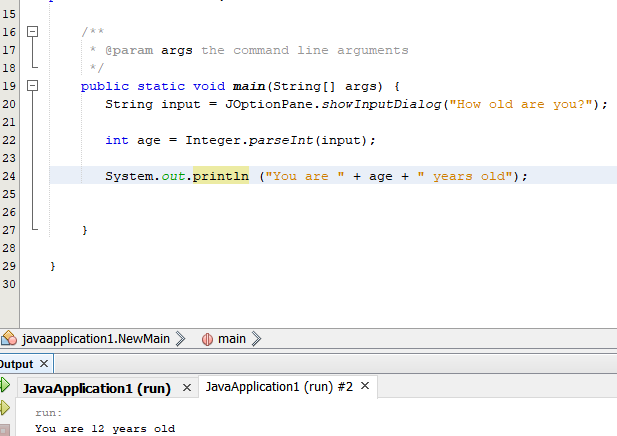 15
16 /**
17 * @param args the command line arguments
18 */
19 public static void main(String[] args) {
20 String input = JOptionPane.showInputDialog("How old are you?");
21
22 int age = Integer.parseInt(input);
23
24 System.out.println ("You are " + age + " years old");
25
26
27 }
28
29 }
30
javaapplication1.NewMain main
Output ×
JavaApplication1 (run) × JavaApplication1 (run) #2 ×
run:
You are 12 years old